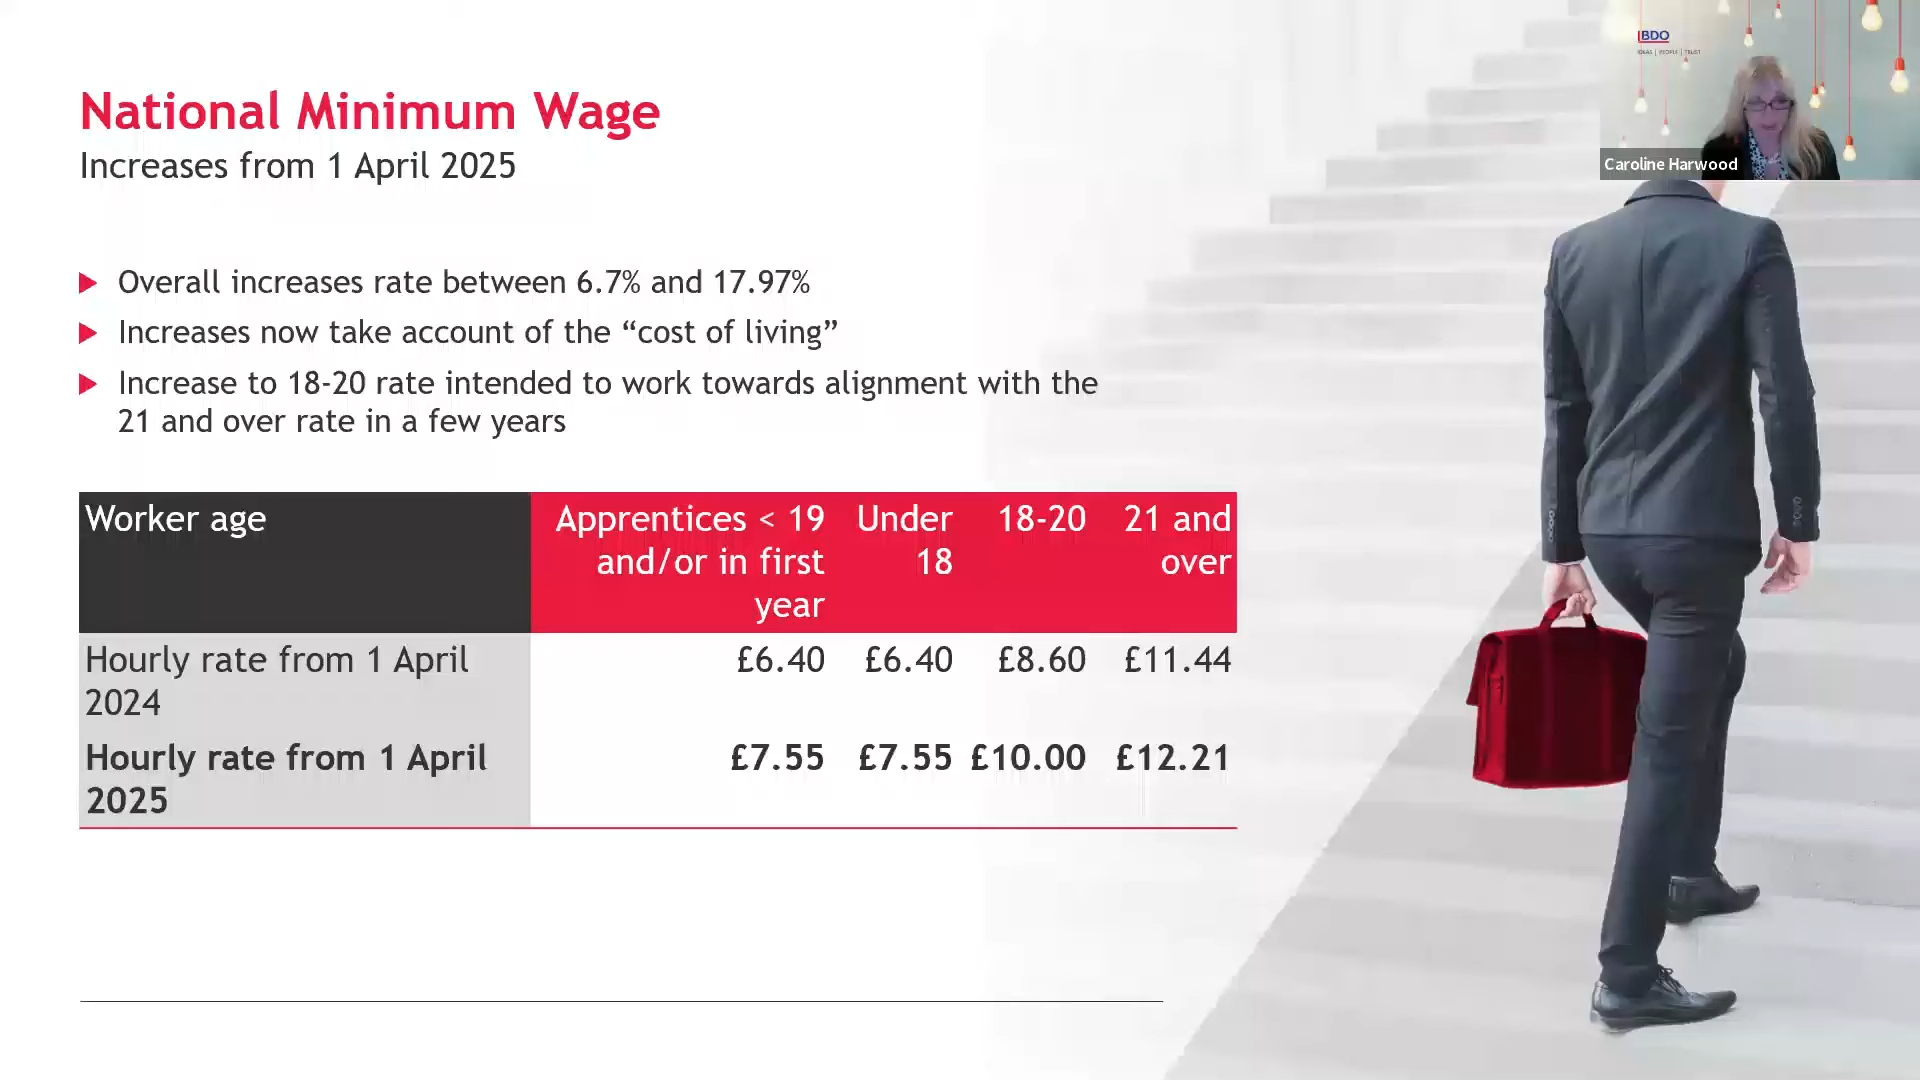 BDO
IDEAS | PEOPLE | TRUST
Caroline Harwood
National Minimum Wage
Increases from 1 April 2025
Overall increases rate between 6.7% and 17.97%
Increases now take account of the “cost of living”
Increase to 18-20 rate intended to work towards alignment with the
21 and over rate in a few years
Worker age
Apprentices < 19
and/or in first
year
Under
18
18-20
21 and
over
Hourly rate from 1 April
2024
£6.40 £6.40 £8.60 £11.44
Hourly rate from 1 April
2025
£7.55 £7.55 £10.00 £12.21